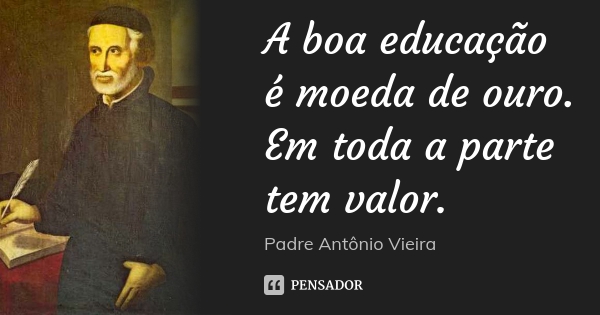 A boa educação
é moeda de ouro.
Em toda a parte
tem valor.
Padre Antônio Vieira
PENSADOR